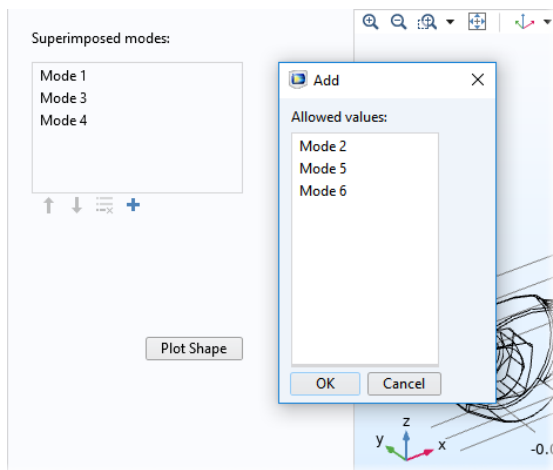 Superimposed modes:
Mode 1
Mode 3
Mode 4
Plot Shape
Add
Allowed values:
Mode 2
Mode 5
Mode 6
OK
Cancel
z
y
x
-0.